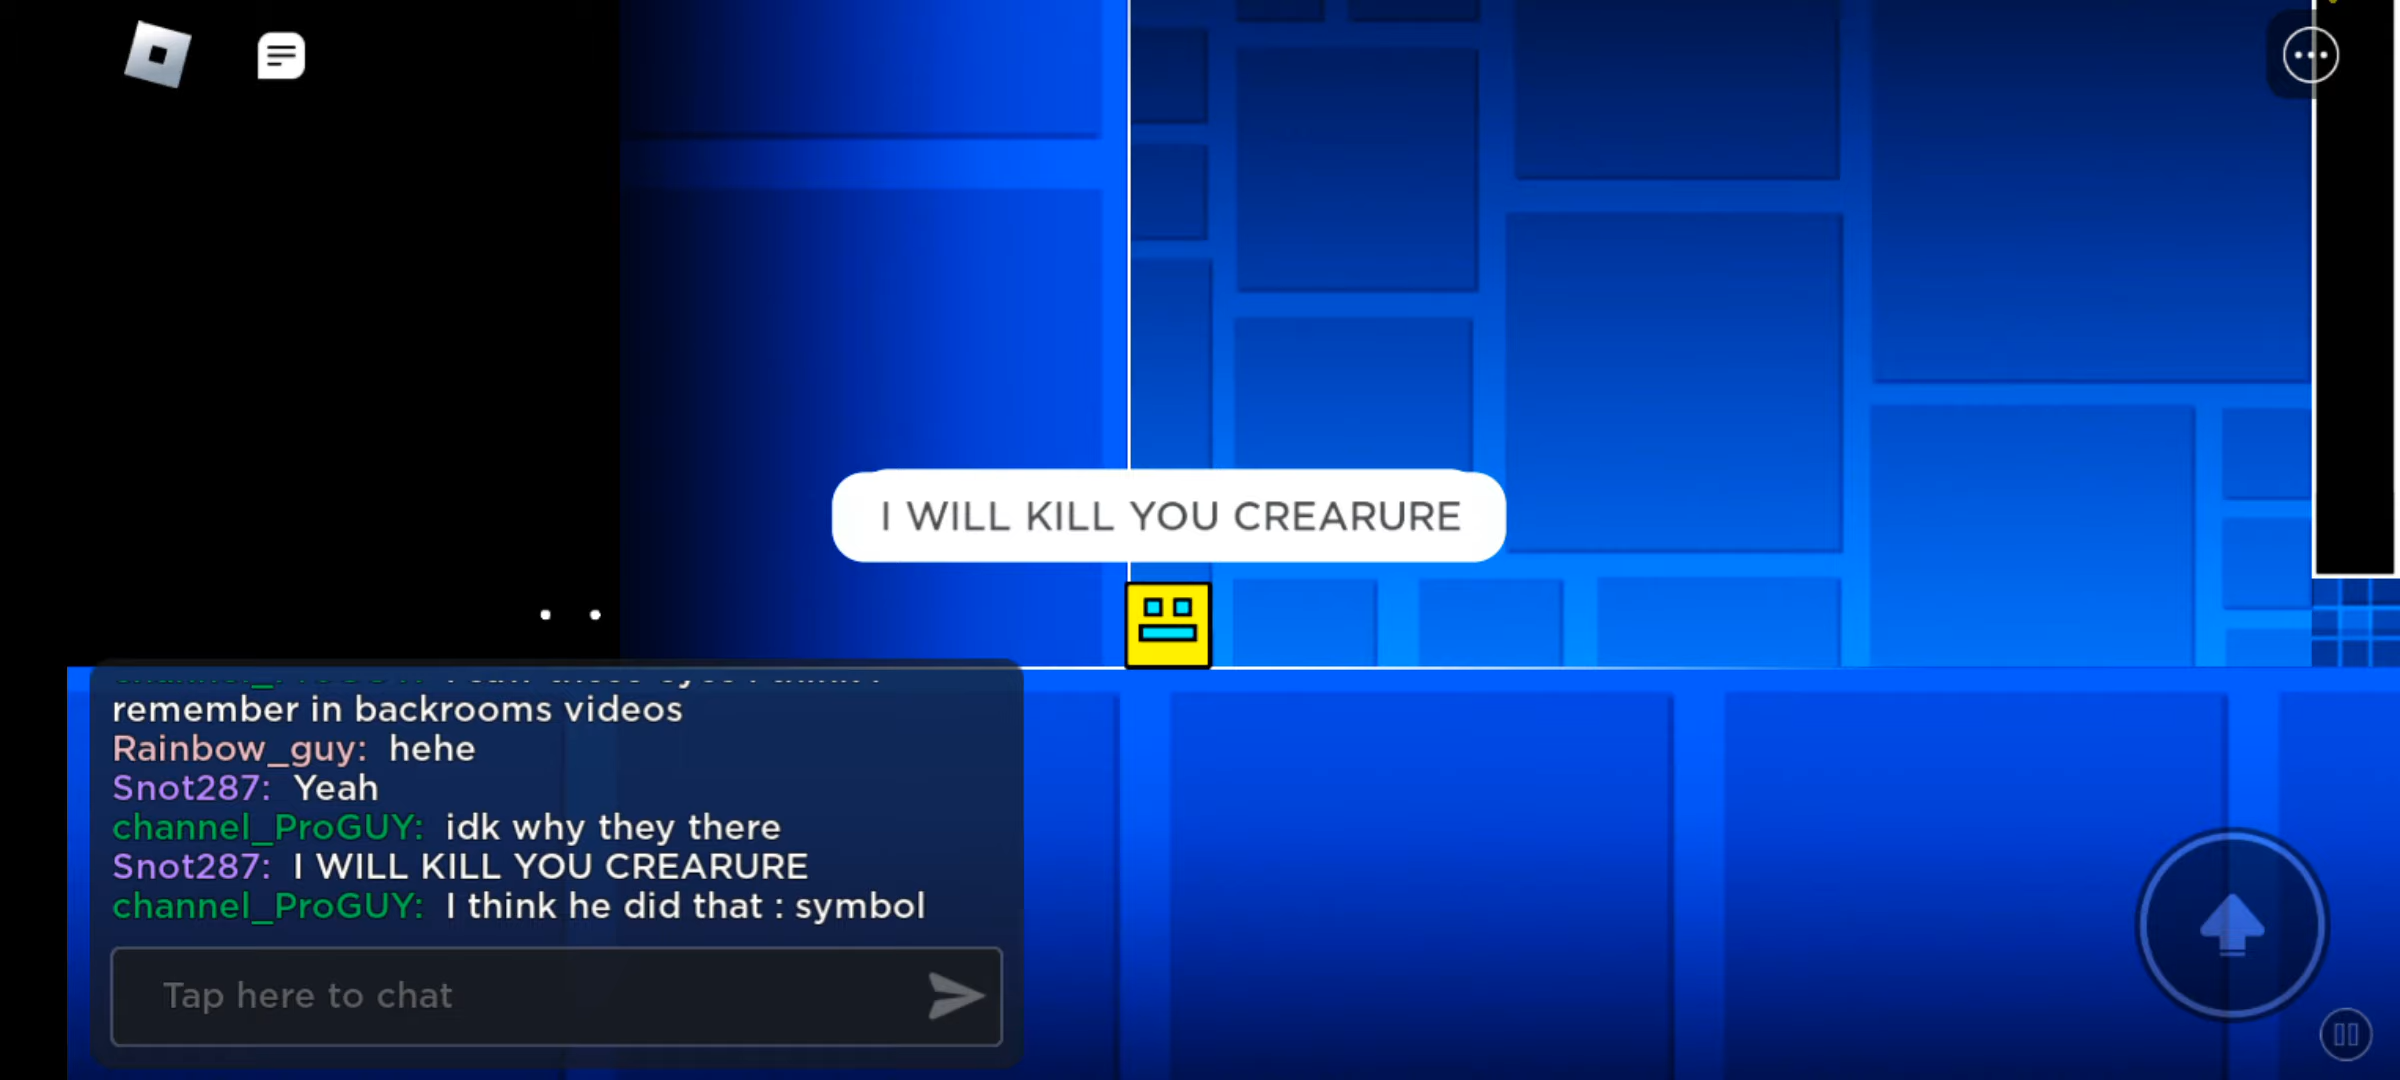 I WILL KILL YOU CREARURE
remember in backrooms videos
Rainbow_guy: hehe
Snot287: Yeah
channel_ProGUY: idk why they there
Snot287: I WILL KILL YOU CREARURE
channel_ProGUY: I think he did that : symbol
Tap here to chat